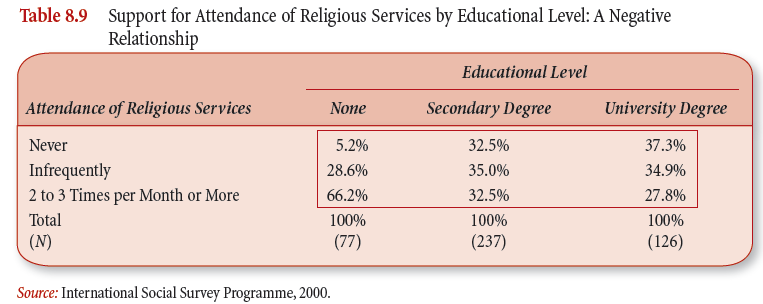 Table 8.9 Support for Attendance of Religious Services by Educational Level: A Negative
Relationship
Educational Level
Attendance of Religious Services None Secondary Degree University Degree
Never 5.2% 32.5% 37.3%
Infrequently 28.6% 35.0% 34.9%
2 to 3 Times per Month or More 66.2% 32.5% 27.8%
Total 100% 100% 100%
(N) (77) (237) (126)
Source: International Social Survey Programme, 2000.